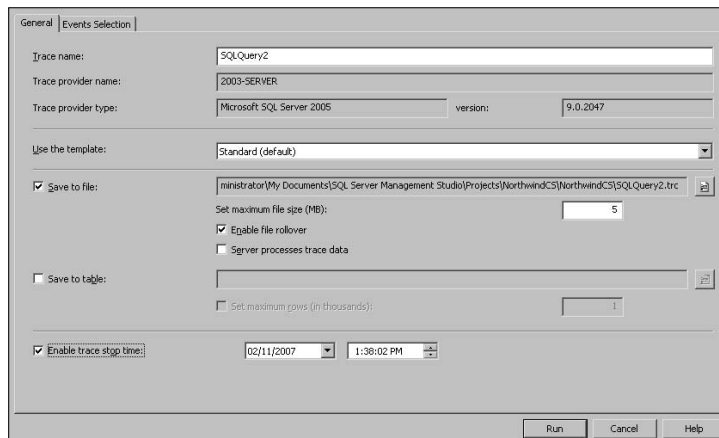 General Events Selection
Trace name: SQLQuery2
Trace provider name: 2003-SERVER
Trace provider type: Microsoft SQL Server 2005 version: 9.0.2047
Use the template: Standard (default)
Save to file: ministrator\My Documents\SQL Server Management Studio\Projects\NorthwindCS\NorthwindCS\SQLQuery2.trc
Set maximum file size (MB): 5
Enable file rollover
Server processes trace data
Save to table:
Set maximum rows (in thousands): 1
Enable trace stop time: 02/11/2007 1:38:02 PM
Run Cancel Help